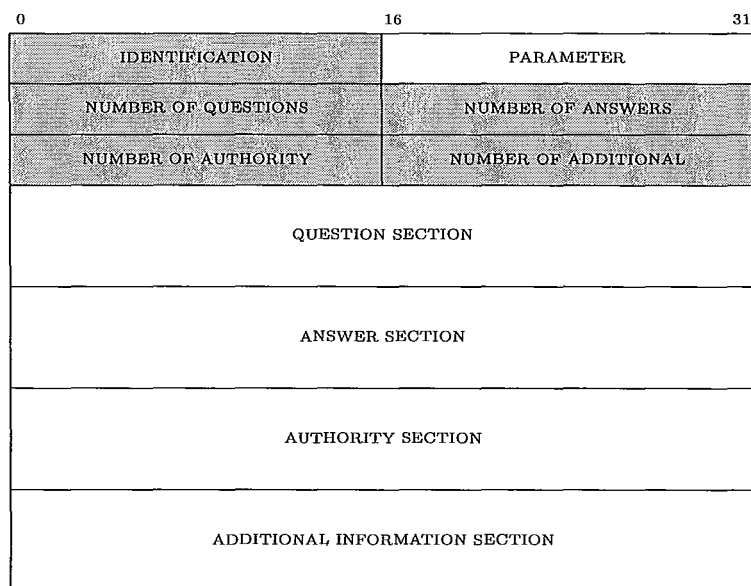 0 16 31
IDENTIFICATION PARAMETER
NUMBER OF QUESTIONS NUMBER OF ANSWERS
NUMBER OF AUTHORITY NUMBER OF ADDITIONAL
QUESTION SECTION
ANSWER SECTION
AUTHORITY SECTION
ADDITIONAL INFORMATION SECTION